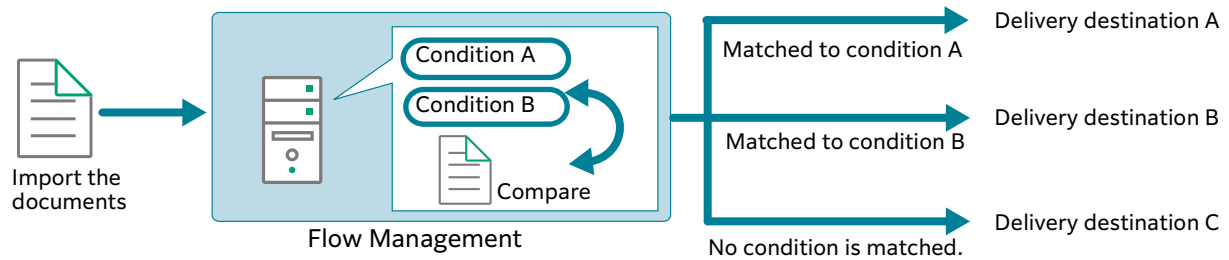 Import the
documents
Condition A
Condition B
Compare
Flow Management
Matched to condition A
Delivery destination A
Matched to condition B
Delivery destination B
No condition is matched.
Delivery destination C